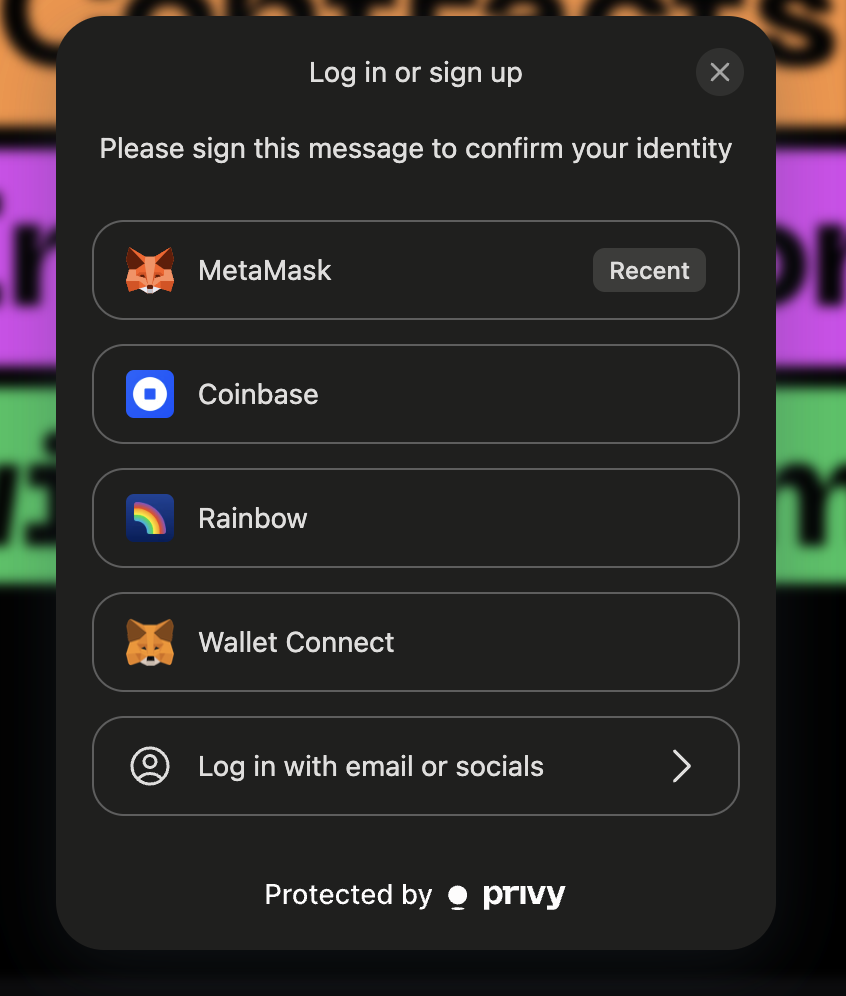 Contracts
Log in or sign up
Please sign this message to confirm your identity
MetaMask
Recent
Coinbase
Rainbow
Wallet Connect
Log in with email or socials
Protected by privy